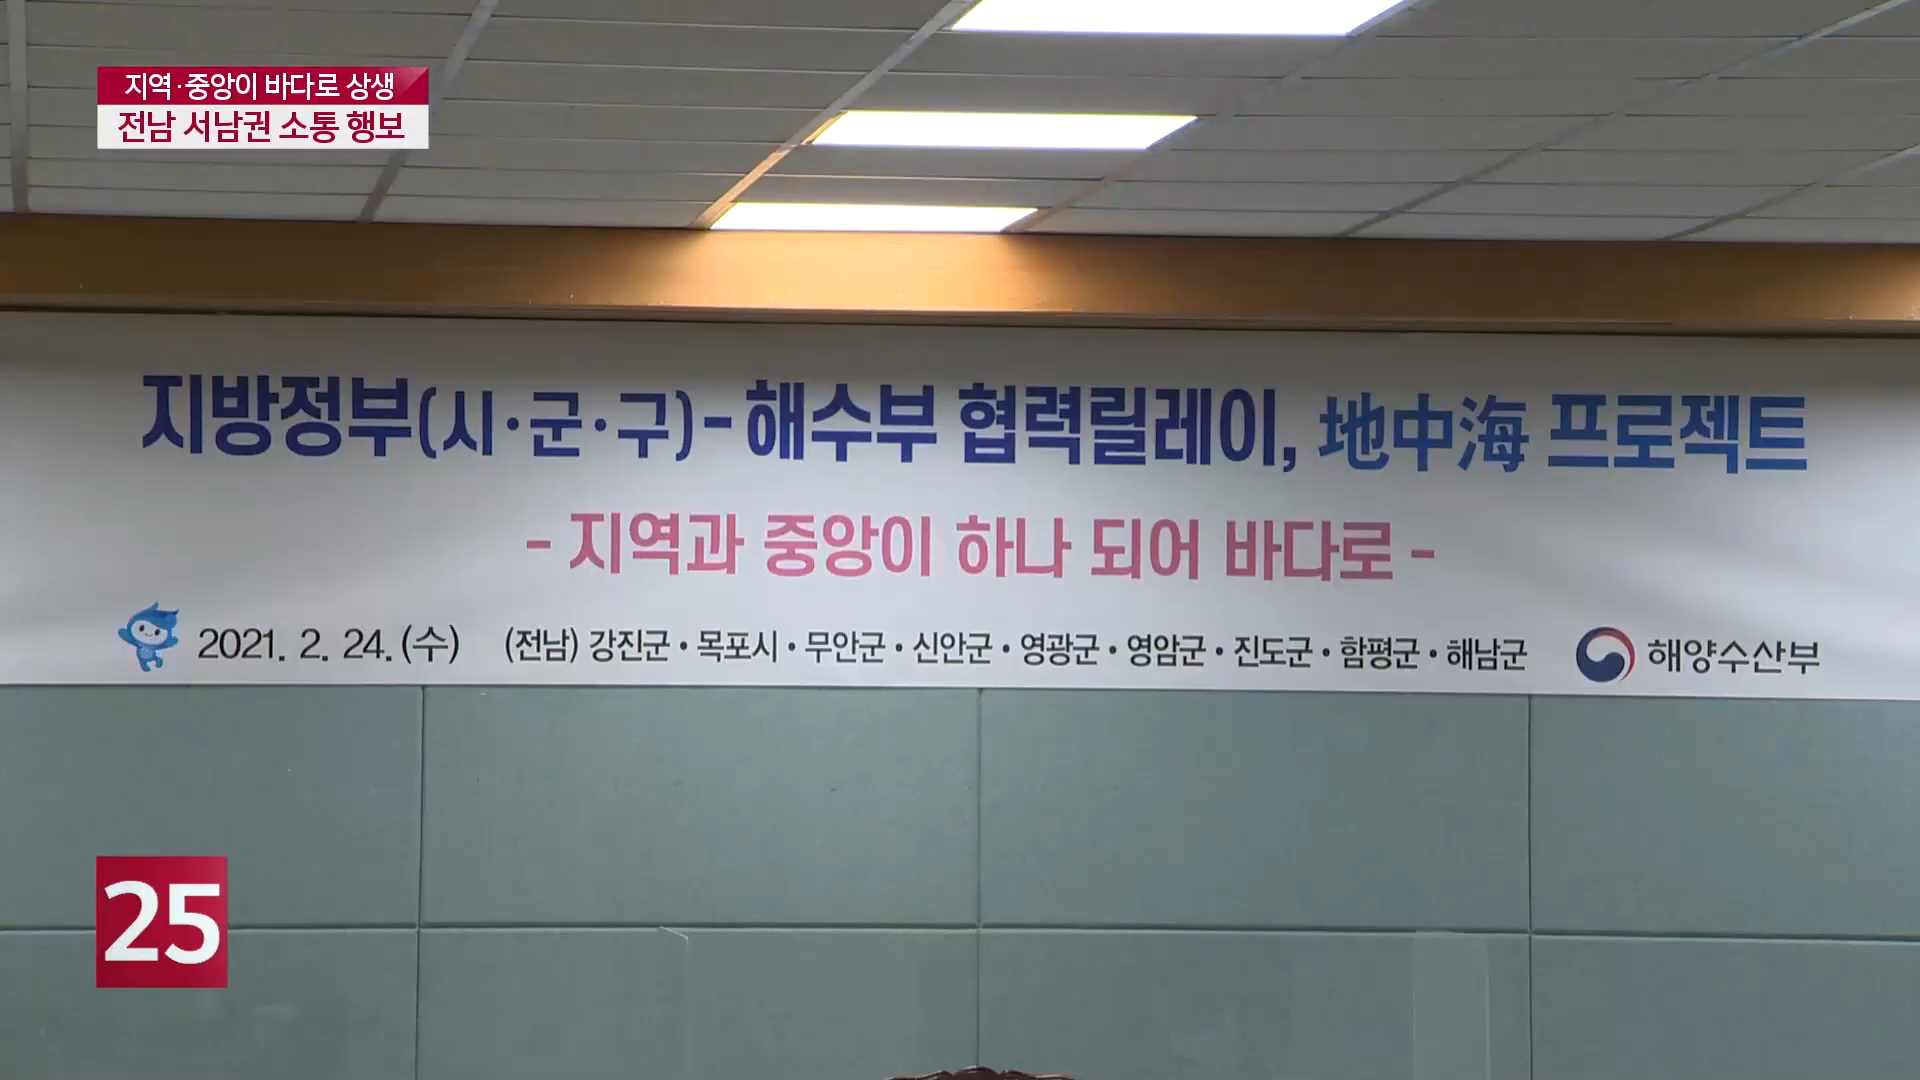 지역·중앙이 바다로 상생
전남 서남권 소통 행보
지방정부(시·군·구)-해수부 협력릴레이, 地中海 프로젝트
- 지역과 중앙이 하나 되어 바다로 -
2021. 2. 24.(수) (전남) 강진군·목포시·무안군·신안군·영광군·영암군·진도군·함평군·해남군 해양수산부
25